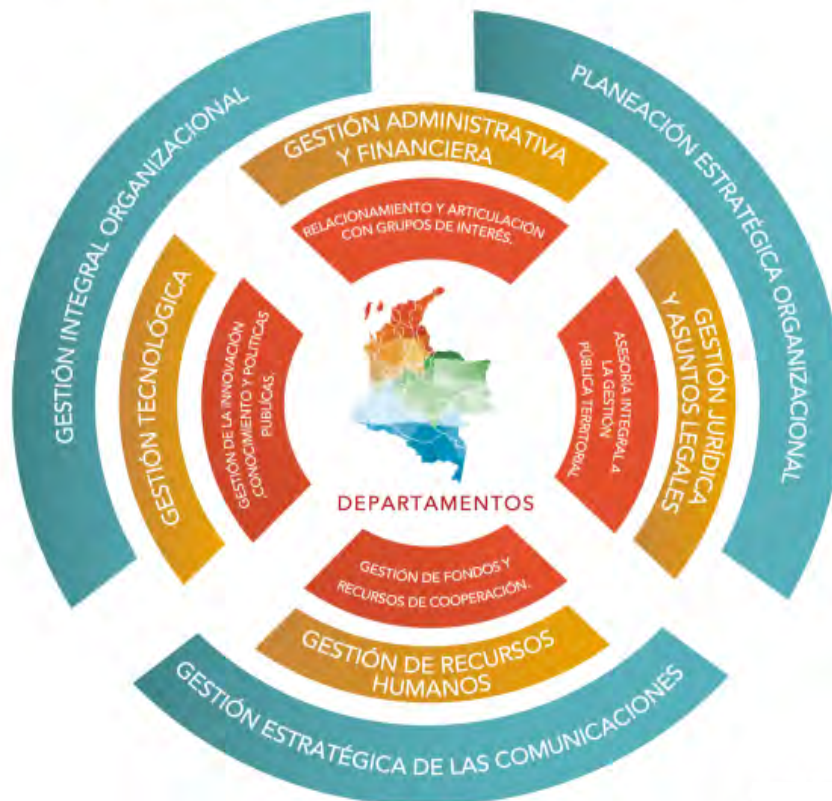 GESTIÓN INTEGRAL ORGANIZACIONAL
PLANEACIÓN ESTRATÉGICA ORGANIZACIONAL
GESTIÓN ADMINISTRATIVA
Y FINANCIERA
RELACIONAMIENTO Y ARTICULACIÓN
CON GRUPOS DE INTERÉS.
GESTIÓN TECNOLÓGICA
GESTIÓN DE LA INNOVACIÓN
,CONOCIMIENTO Y POLITICAS
PUBLÍCAS.
ASESORÍA INTEGRAL A
LA GESTIÓN
PÚBLICA TERRITORIAL
GESTIÓN JURÍDICA
Y ASUNTOS LEGALES
DEPARTAMENTOS
GESTIÓN DE FONDOS Y
RECURSOS DE COOPERACIÓN.
GESTIÓN DE RECURSOS
HUMANOS
GESTIÓN ESTRATÉGICA DE LAS COMUNICACIONES